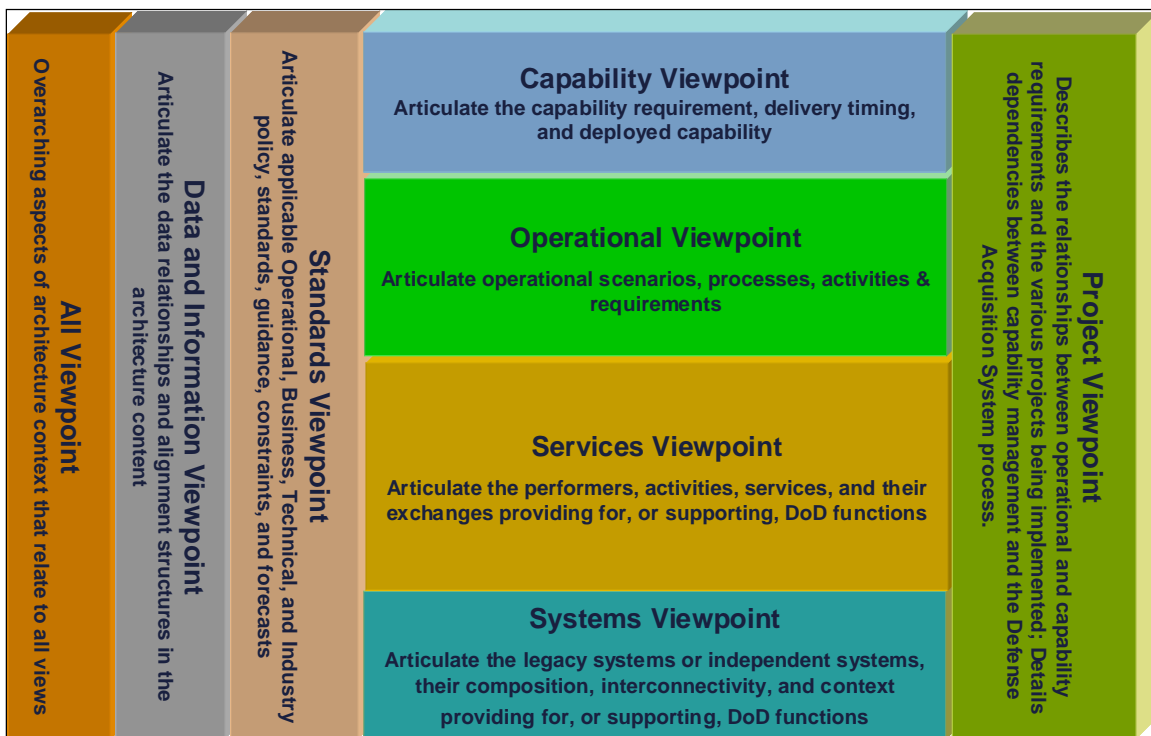 All Viewpoint
Overarching aspects of architecture context that relate to all views
Data and Information Viewpoint
Articulate the data relationships and alignment structures in the
architecture content
Standards Viewpoint
Articulate applicable Operational, Business, Technical, and Industry
policy, standards, guidance, constraints, and forecasts
Capability Viewpoint
Articulate the capability requirement, delivery timing,
and deployed capability
Operational Viewpoint
Articulate operational scenarios, processes, activities &
requirements
Services Viewpoint
Articulate the performers, activities, services, and their
exchanges providing for, or supporting, DoD functions
Systems Viewpoint
Articulate the legacy systems or independent systems,
their composition, interconnectivity, and context
providing for, or supporting, DoD functions
Project Viewpoint
Describes the relationships between operational and capability
requirements and the various projects being implemented; Details
dependencies between capability management and the Defense
Acquisition System process.